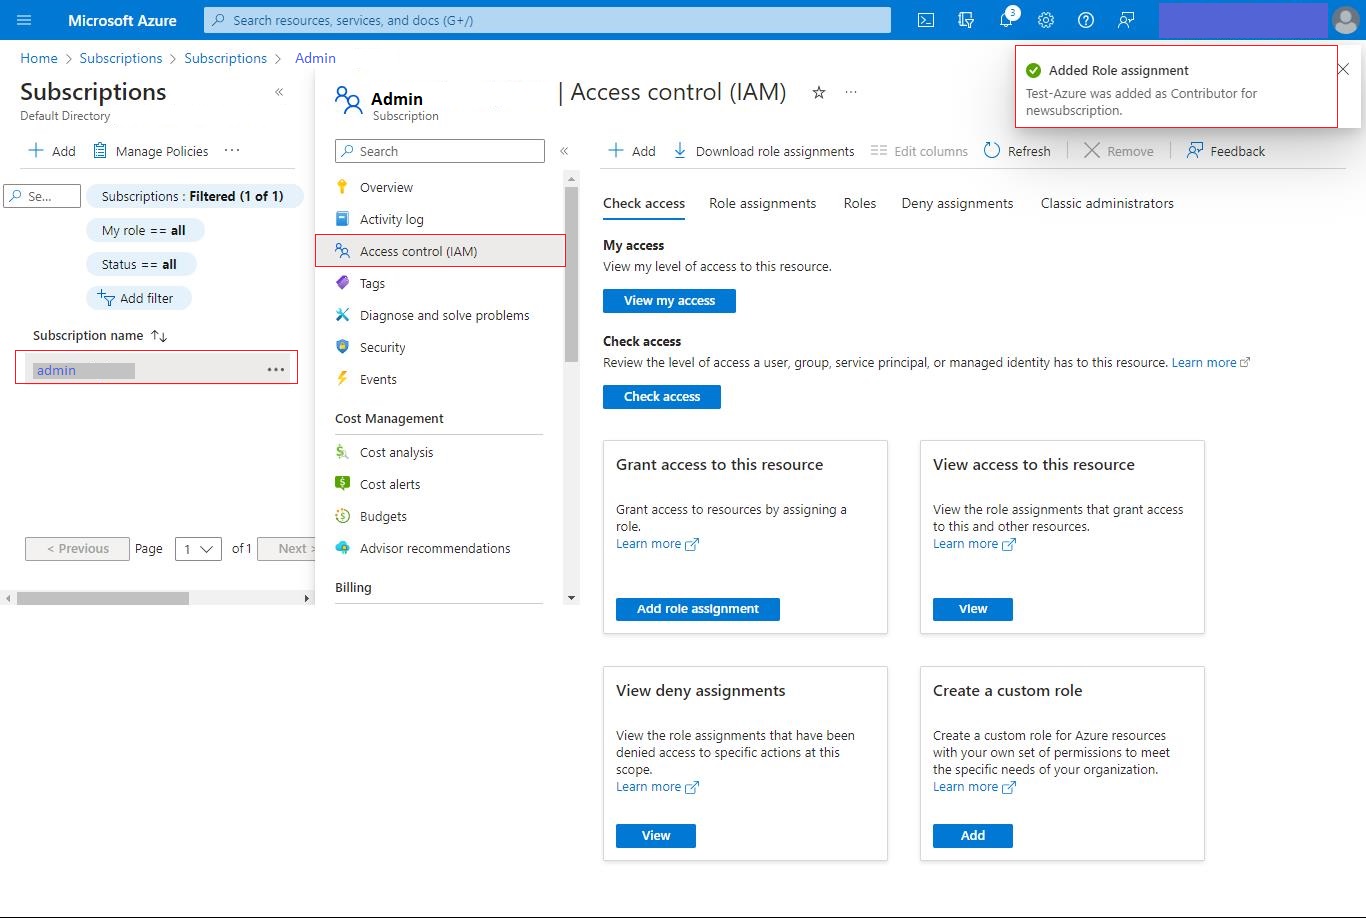 Microsoft Azure
Search resources, services, and docs (G+/)
3
Home > Subscriptions > Subscriptions > Admin
Subscriptions
Default Directory
Add
Manage Policies
Se...
Subscriptions : Filtered (1 of 1)
My role == all
Status == all
Add filter
Subscription name
admin
< Previous
Page
1
of 1
Next >
Admin
Subscription
| Access control (IAM)
Search
Overview
Activity log
Access control (IAM)
Tags
Diagnose and solve problems
Security
Events
Cost Management
Cost analysis
Cost alerts
Budgets
Advisor recommendations
Billing
Add
Download role assignments
Edit columns
Refresh
Remove
Feedback
Added Role assignment
Test-Azure was added as Contributor for
newsubscription.
Check access
Role assignments
Roles
Deny assignments
Classic administrators
My access
View my level of access to this resource.
View my access
Check access
Review the level of access a user, group, service principal, or managed identity has to this resource. Learn more
Check access
Grant access to this resource
Grant access to resources by assigning a
role.
Learn more
Add role assignment
View access to this resource
View the role assignments that grant access
to this and other resources.
Learn more
View
View deny assignments
View the role assignments that have been
denied access to specific actions at this
scope.
Learn more
View
Create a custom role
Create a custom role for Azure resources
with your own set of permissions to meet
the specific needs of your organization.
Learn more
Add